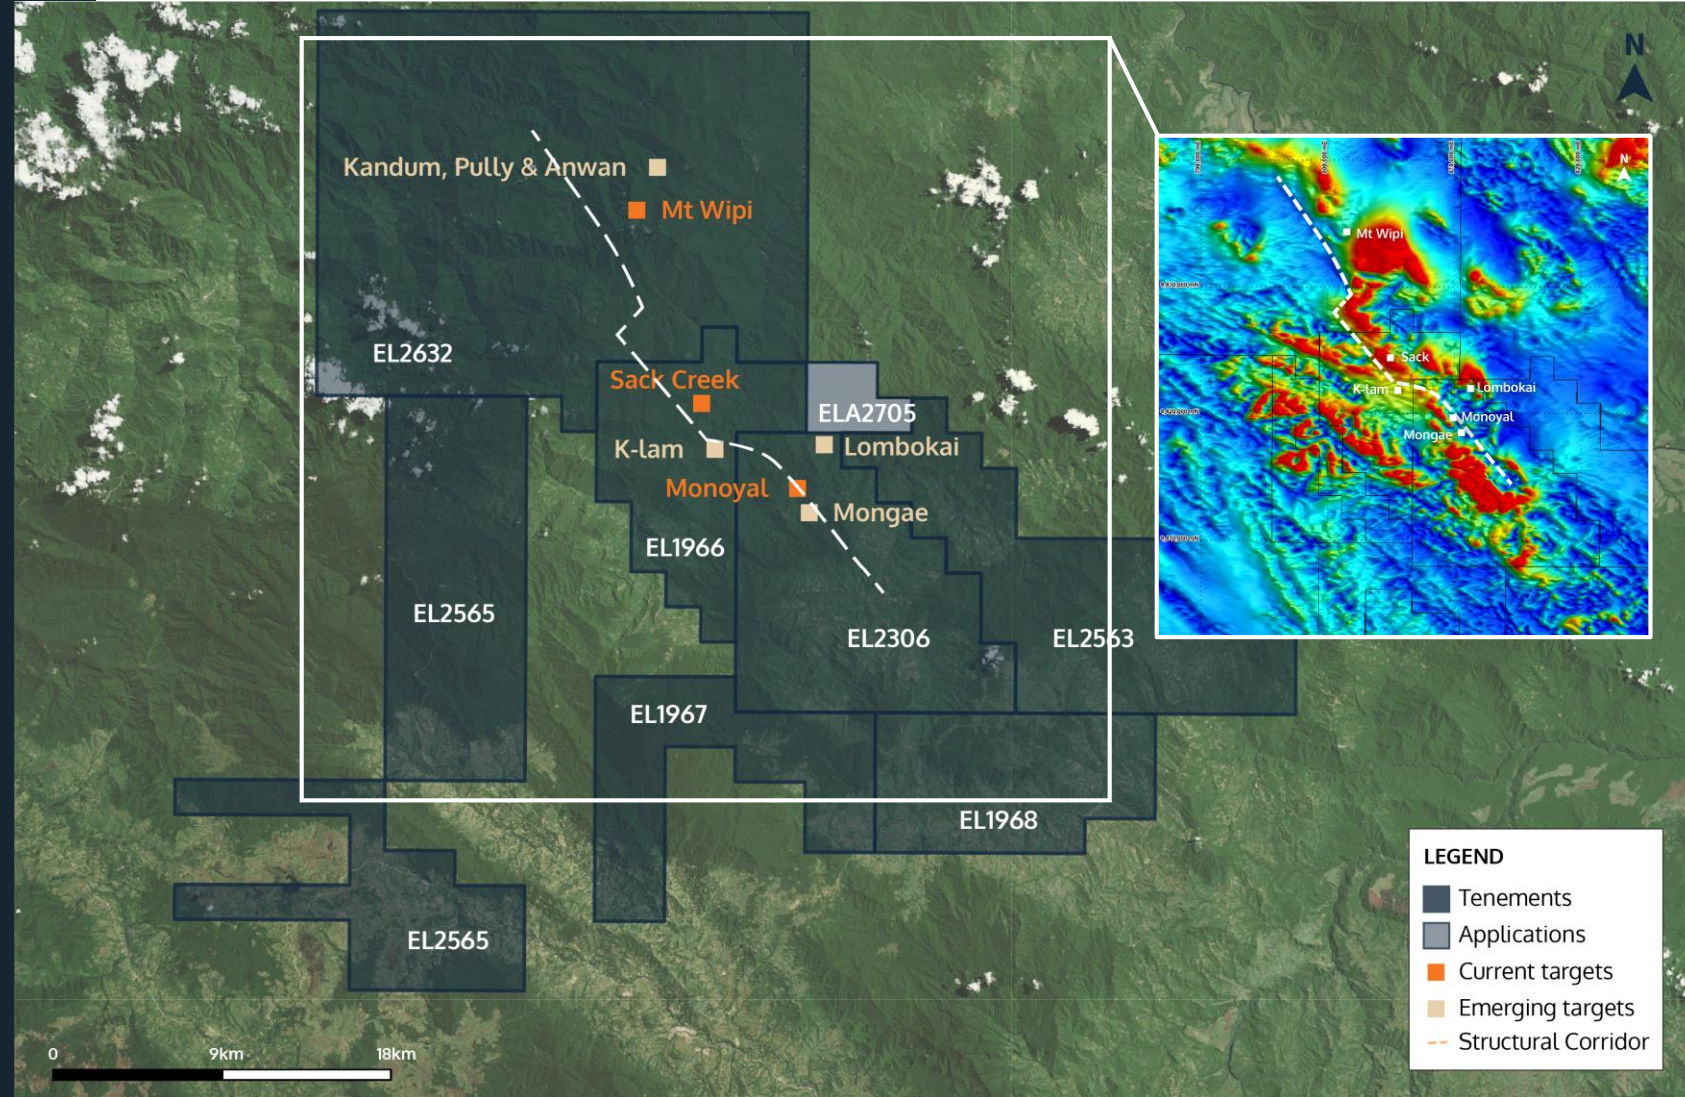 N
Kandum, Pully & Anwan
Mt Wipi
EL2632
Sack Creek
ELA2705
K-lam
Lombokai
Monoyal
Mongae
EL1966
EL2565
EL2306
EL2563
EL1967
EL1968
EL2565
N
Mt Wipi
Sack
K-lam
Lombokai
Monoyal
Mongae
LEGEND
Tenements
Applications
Current targets
Emerging targets
Structural Corridor
0 9km 18km